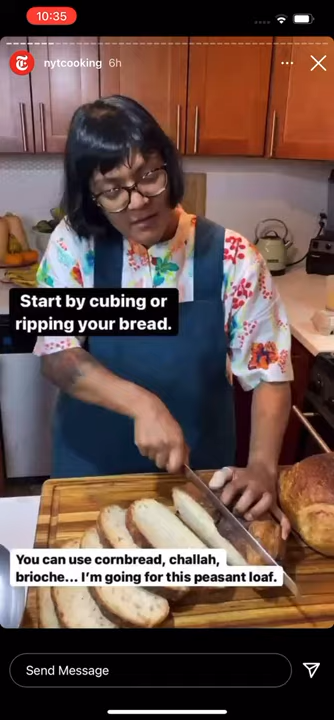 10:35
nytcooking 6h
Start by cubing or
ripping your bread.
You can use cornbread, challah,
brioche... I'm going for this peasant loaf.
Send Message